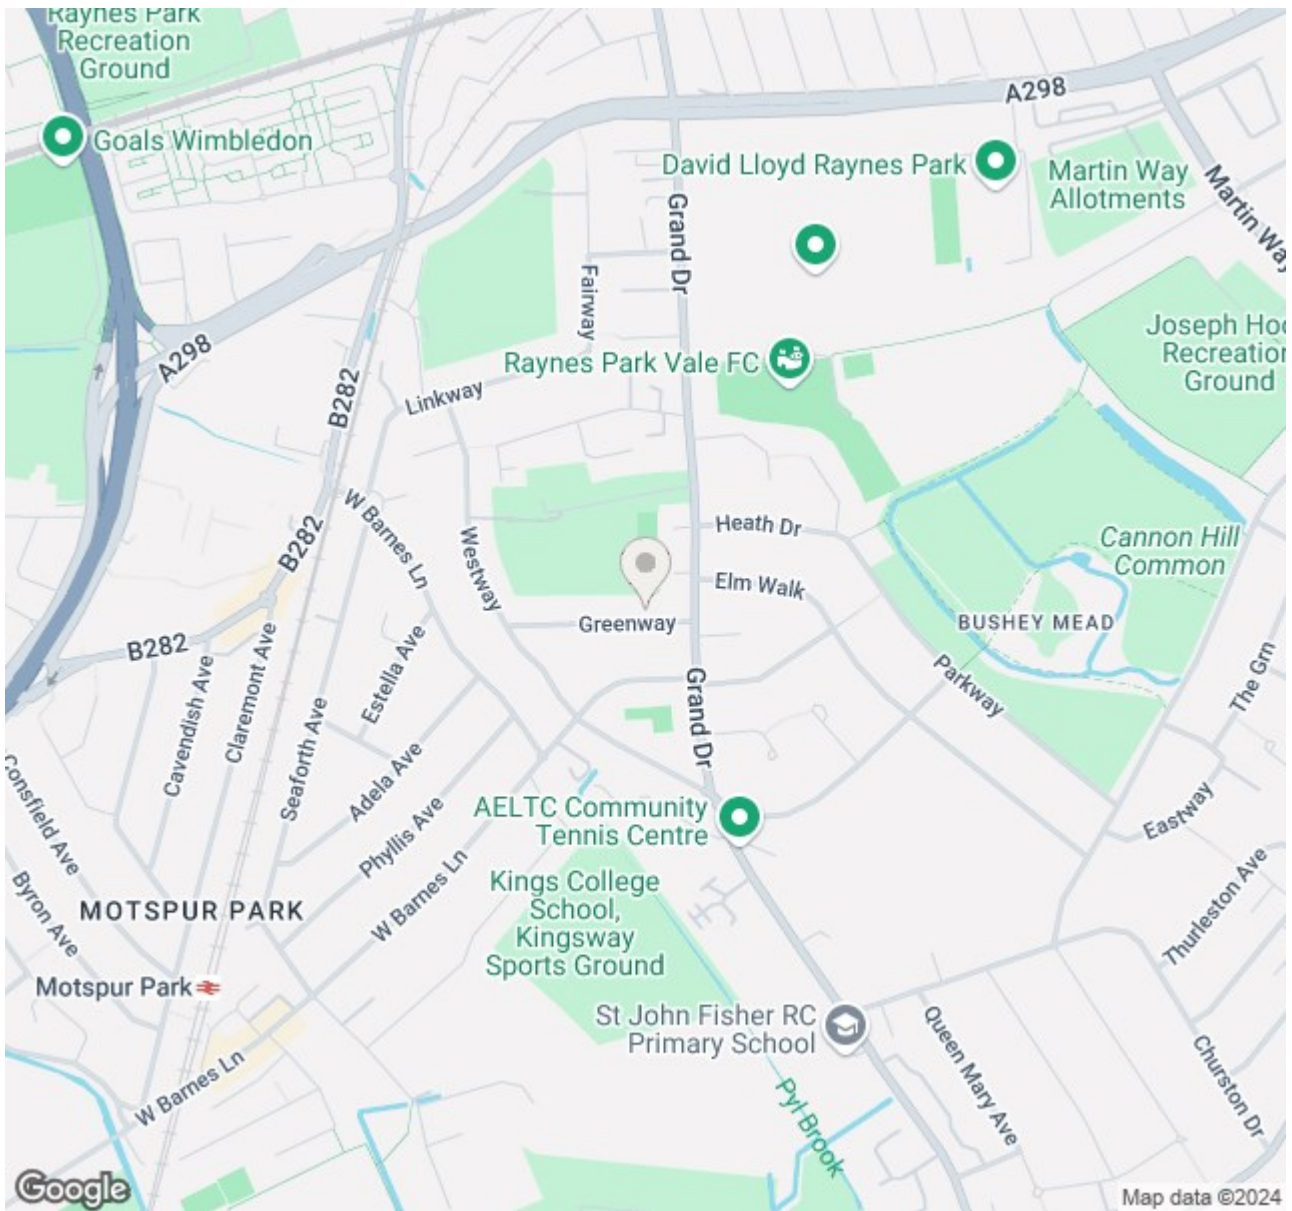 Raynes Park
Recreation
Ground
A298
Goals Wimbledon
David Lloyd Raynes Park
Martin Way
Allotments
Martin Way
Grand Dr
Fairway
Joseph Hoo
Recreation
Ground
A298
Raynes Park Vale FC
B282
Linkway
W Barnes Ln
Heath Dr
Cannon Hill
Common
B282
Westway
Elm Walk
Greenway
BUSHEY MEAD
B282
Estella Ave
Claremont Ave
Cavendish Ave
Parkway
The Grn
Seaforth Ave
Grand Dr
Adela Ave
Consfield Ave
AELTC Community
Tennis Centre
Eastway
Phyllis Ave
Kings College
School,
Kingsway
Sports Ground
W Barnes Ln
Byron Ave
MOTSPUR PARK
Thurleston Ave
Motspur Park
St John Fisher RC
Primary School
Queen Mary Ave
Churston Dr
W Barnes Ln
Pyl Brook
Google
Map data ©2024